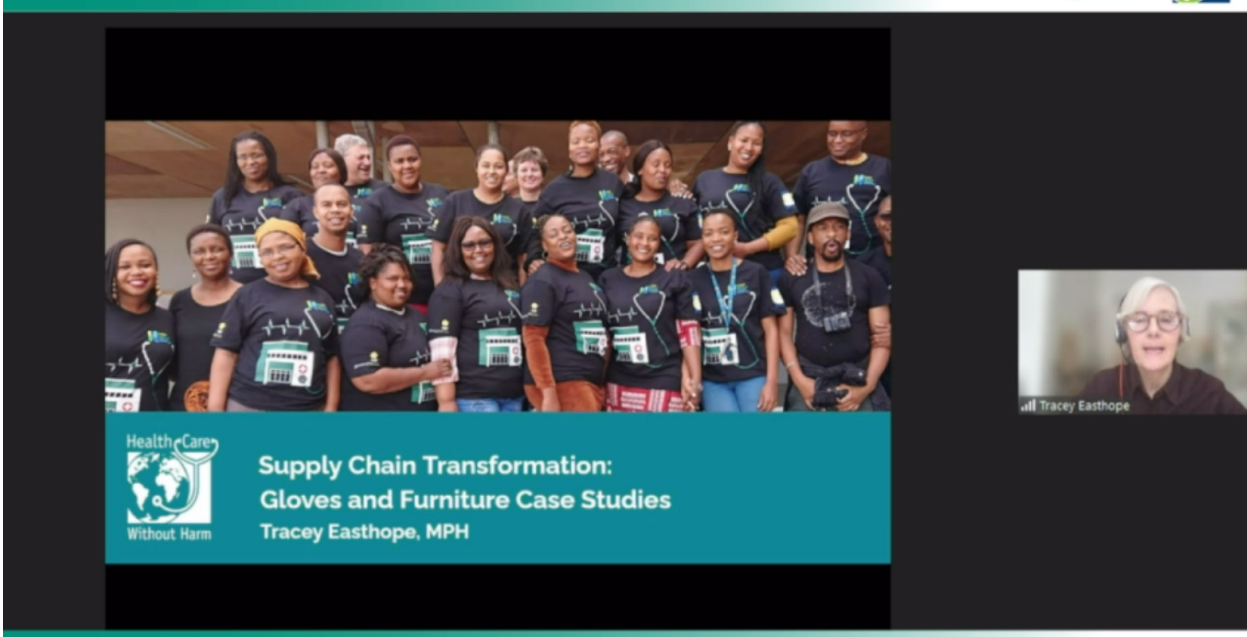 Health Care
Without Harm
Supply Chain Transformation:
Gloves and Furniture Case Studies
Tracey Easthope, MPH
Tracey Easthope